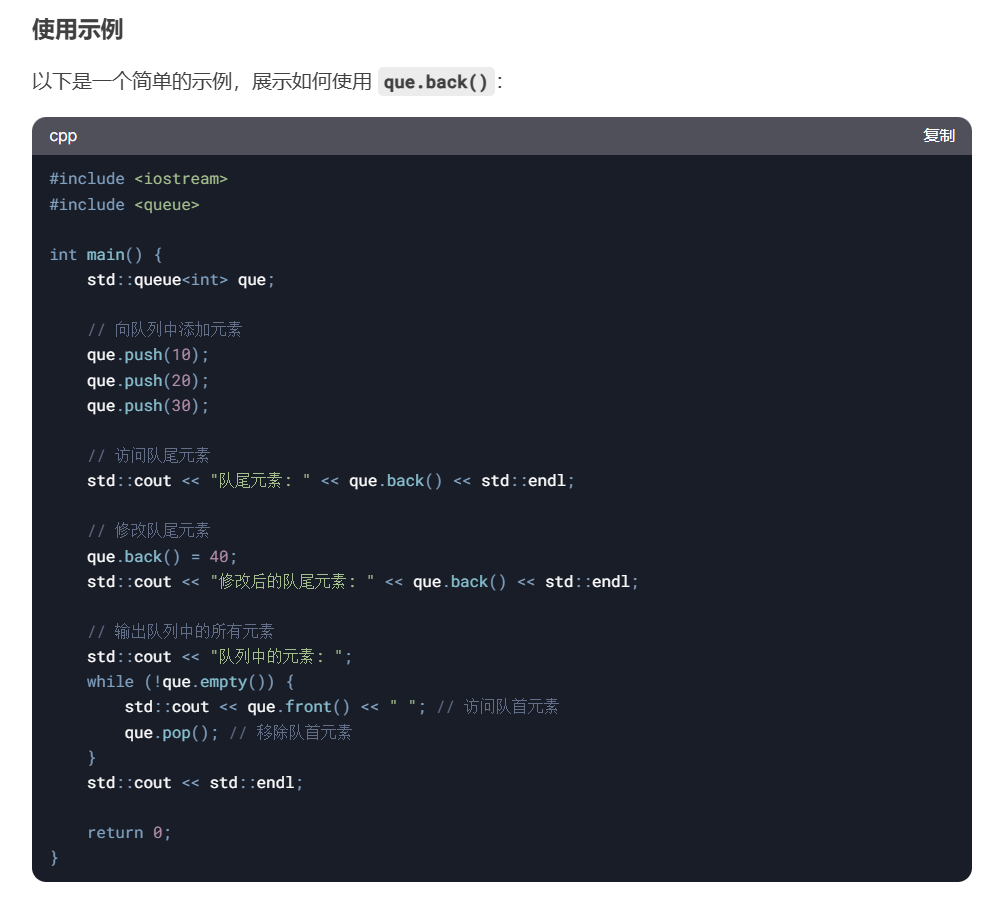 使用示例
以下是一个简单的示例，展示如何使用 que.back()：
cpp
复制
#include <iostream>
#include <queue>
int main() {
    std::queue<int> que;
    // 向队列中添加元素
    que.push(10);
    que.push(20);
    que.push(30);
    // 访问队尾元素
    std::cout << "队尾元素: " << que.back() << std::endl;
    // 修改队尾元素
    que.back() = 40;
    std::cout << "修改后的队尾元素: " << que.back() << std::endl;
    // 输出队列中的所有元素
    std::cout << "队列中的元素: ";
    while (!que.empty()) {
        std::cout << que.front() << " "; // 访问队首元素
        que.pop(); // 移除队首元素
    }
    std::cout << std::endl;
    return 0;
}